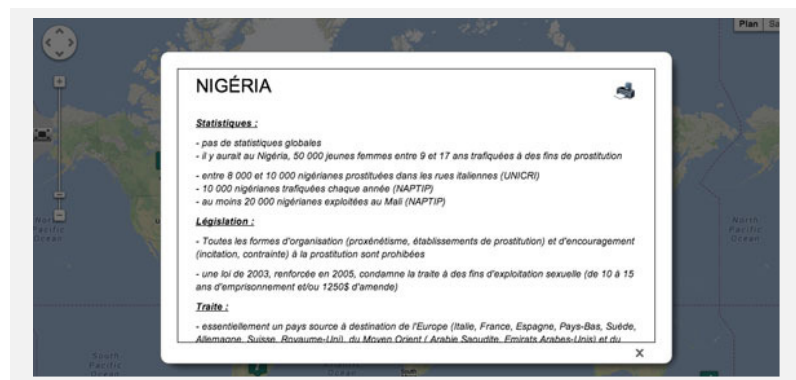 Plan
NIGÉRIA
Statistiques :
- pas de statistiques globales
- il y aurait au Nigéria, 50 000 jeunes femmes entre 9 et 17 ans trafiquées à des fins de prostitution
- entre 8 000 et 10 000 nigérianes prostituées dans les rues italiennes (UNICRI)
- 10 000 nigérianes trafiquées chaque année (NAPTIP)
- au moins 20 000 nigérianes exploitées au Mali (NAPTIP)
Législation :
- Toutes les formes d'organisation (proxénétisme, établissements de prostitution) et d'encouragement
(incitation, contrainte) à la prostitution sont prohibées
- une loi de 2003, renforcée en 2005, condamne la traite à des fins d'exploitation sexuelle (de 10 à 15
ans d'emprisonnement et/ou 1250$ d'amende)
Traite :
- essentiellement un pays source à destination de l'Europe (Italie, France, Espagne, Pays-Bas, Suède,
Allemagne, Suisse, Royaume-Uni), du Moyen Orient ( Arabie Saoudite, Emirats Arabes-Unis) et du
X
North
Pacific
Ocean
South
Pacific
Ocean